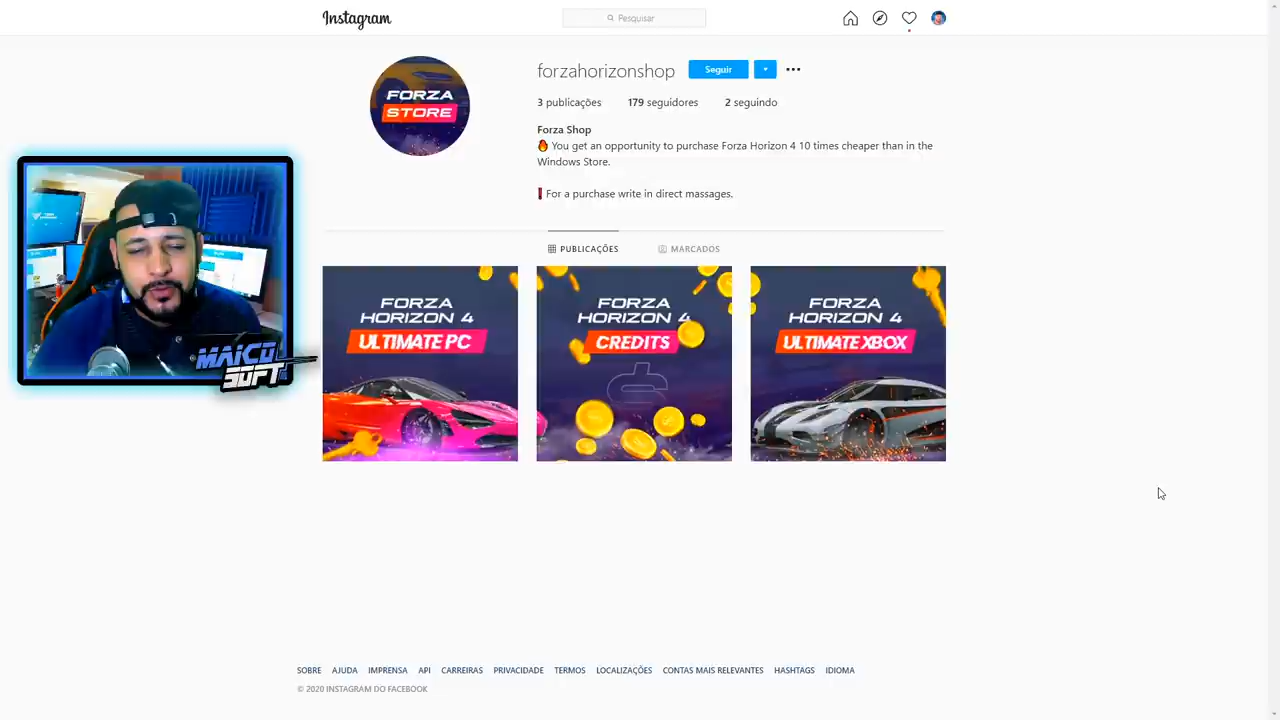 Instagram
Pesquisar
forzahorizonshop
Seguir
3 publicações 179 seguidores 2 seguindo
Forza Shop
You get an opportunity to purchase Forza Horizon 4 10 times cheaper than in the
Windows Store.
For a purchase write in direct massages.
FORZA
STORE
PUBLICAÇÕES
MARCADOS
FORZA
HORIZON 4
ULTIMATE PC
FORZA
HORIZON 4
CREDITS
FORZA
HORIZON 4
ULTIMATE XBOX
MAICO
SOFT
SOBRE AJUDA IMPRENSA API CARREIRAS PRIVACIDADE TERMOS LOCALIZAÇÕES CONTAS MAIS RELEVANTES HASHTAGS IDIOMA
© 2020 INSTAGRAM DO FACEBOOK